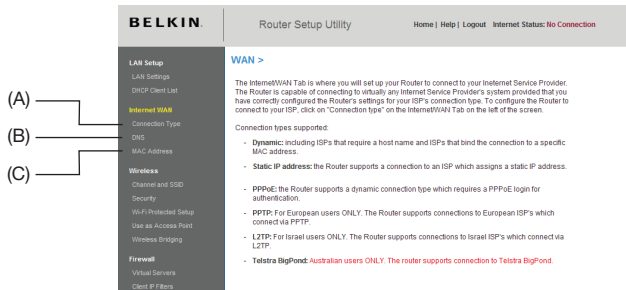 BELKIN.
Router Setup Utility
Home | Help | Logout Internet Status: No Connection
LAN Setup
LAN Settings
DHCP Client List
(A)
Internet WAN
Connection Type
(B)
DNS
(C)
MAC Address
Wireless
Channel and SSID
Security
Wi-Fi Protected Setup
Use as Access Point
Wireless Bridging
Firewall
Virtual Servers
Client IP Filters
WAN >
The Internet/WAN Tab is where you will set up your Router to connect to your Ineternet Service Provider.
The Router is capable of connecting to virtually any Internet Service Provider's system provided that you
have correctly configured the Router's settings for your ISP's connection type. To configure the Router to
connect to your ISP, click on "Connection type" on the Internet/WAN Tab on the left of the screen.
Connection types supported:
- Dynamic: including ISPs that require a host name and ISPs that bind the connection to a specific
MAC address.
- Static IP address: the Router supports a connection to an ISP which assigns a static IP address.
- PPPoE: the Router supports a dynamic connection type which requires a PPPoE login for
authentication.
- PPTP: For European users ONLY. The Router supports connections to European ISP's which
connect via PPTP.
- L2TP: For Israel users ONLY. The Router supports connections to Israel ISP's which connect via
L2TP.
- Telstra BigPond: Australian users ONLY. The router supports connection to Telstra BigPond.